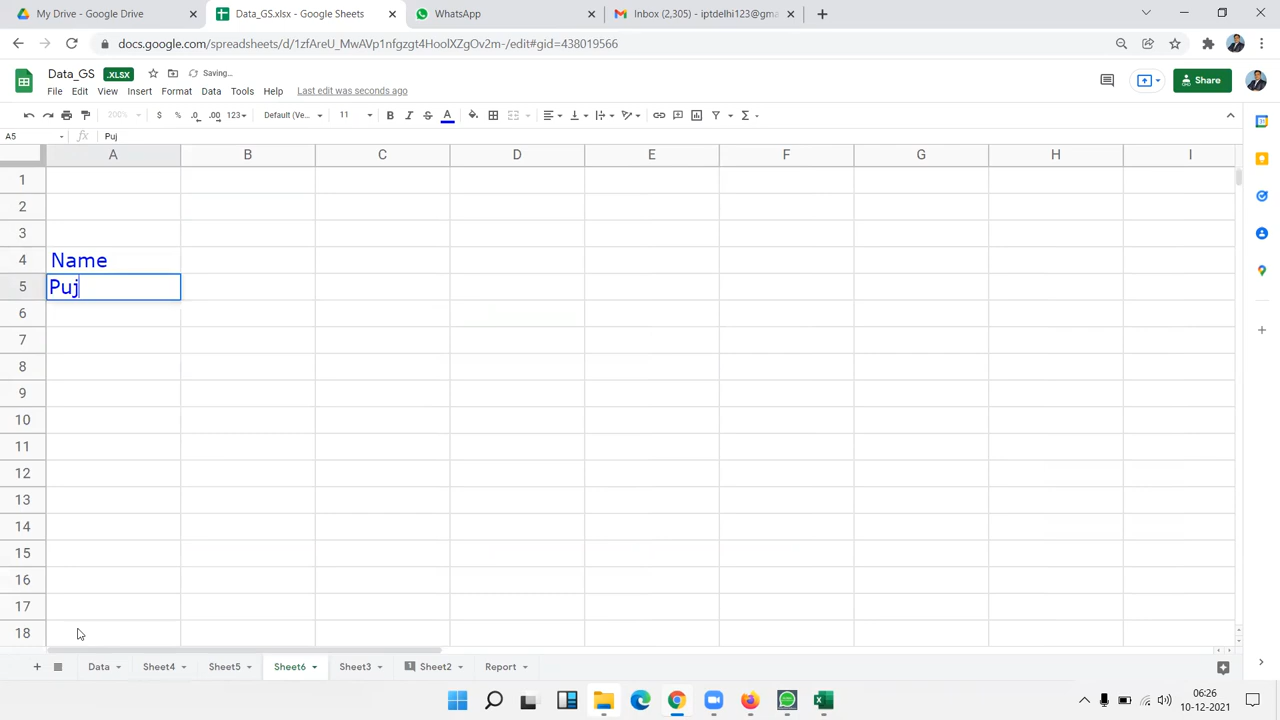 My Drive - Google Drive
Data_GS.xlsx - Google Sheets
WhatsApp
Inbox (2,305) - iptdelhi123@gma
docs.google.com/spreadsheets/d/1zfAreU_MwAVp1nfgzgt4HoolXZgOv2m-/edit#gid=438019566
Data_GS .XLSX Saving...
File Edit View Insert Format Data Tools Help Last edit was seconds ago
Share
200% $ % .0 .00 123 Default (Ve... 11 B I S A
A5 fx Puj
A B C D E F G H I
1
2
3
4 Name
5 Puj
6
7
8
9
10
11
12
13
14
15
16
17
18
Data Sheet4 Sheet5 Sheet6 Sheet3 1 Sheet2 Report
06:26
10-12-2021